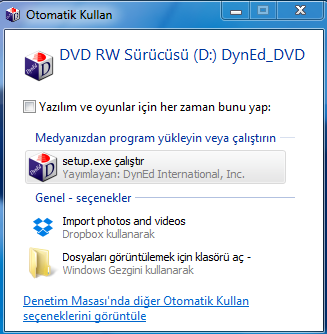 Otomatik Kullan
DVD RW Sürücüsü (D:) DynEd_DVD
Yazılım ve oyunlar için her zaman bunu yap:
Medyanızdan program yükleyin veya çalıştırın
setup.exe çalıştır
Yayımlayan: DynEd International, Inc.
Genel - seçenekler
Import photos and videos
Dropbox kullanarak
Dosyaları görüntülemek için klasörü aç -
Windows Gezgini kullanarak
Denetim Masası'nda diğer Otomatik Kullan
seçeneklerini görüntüle